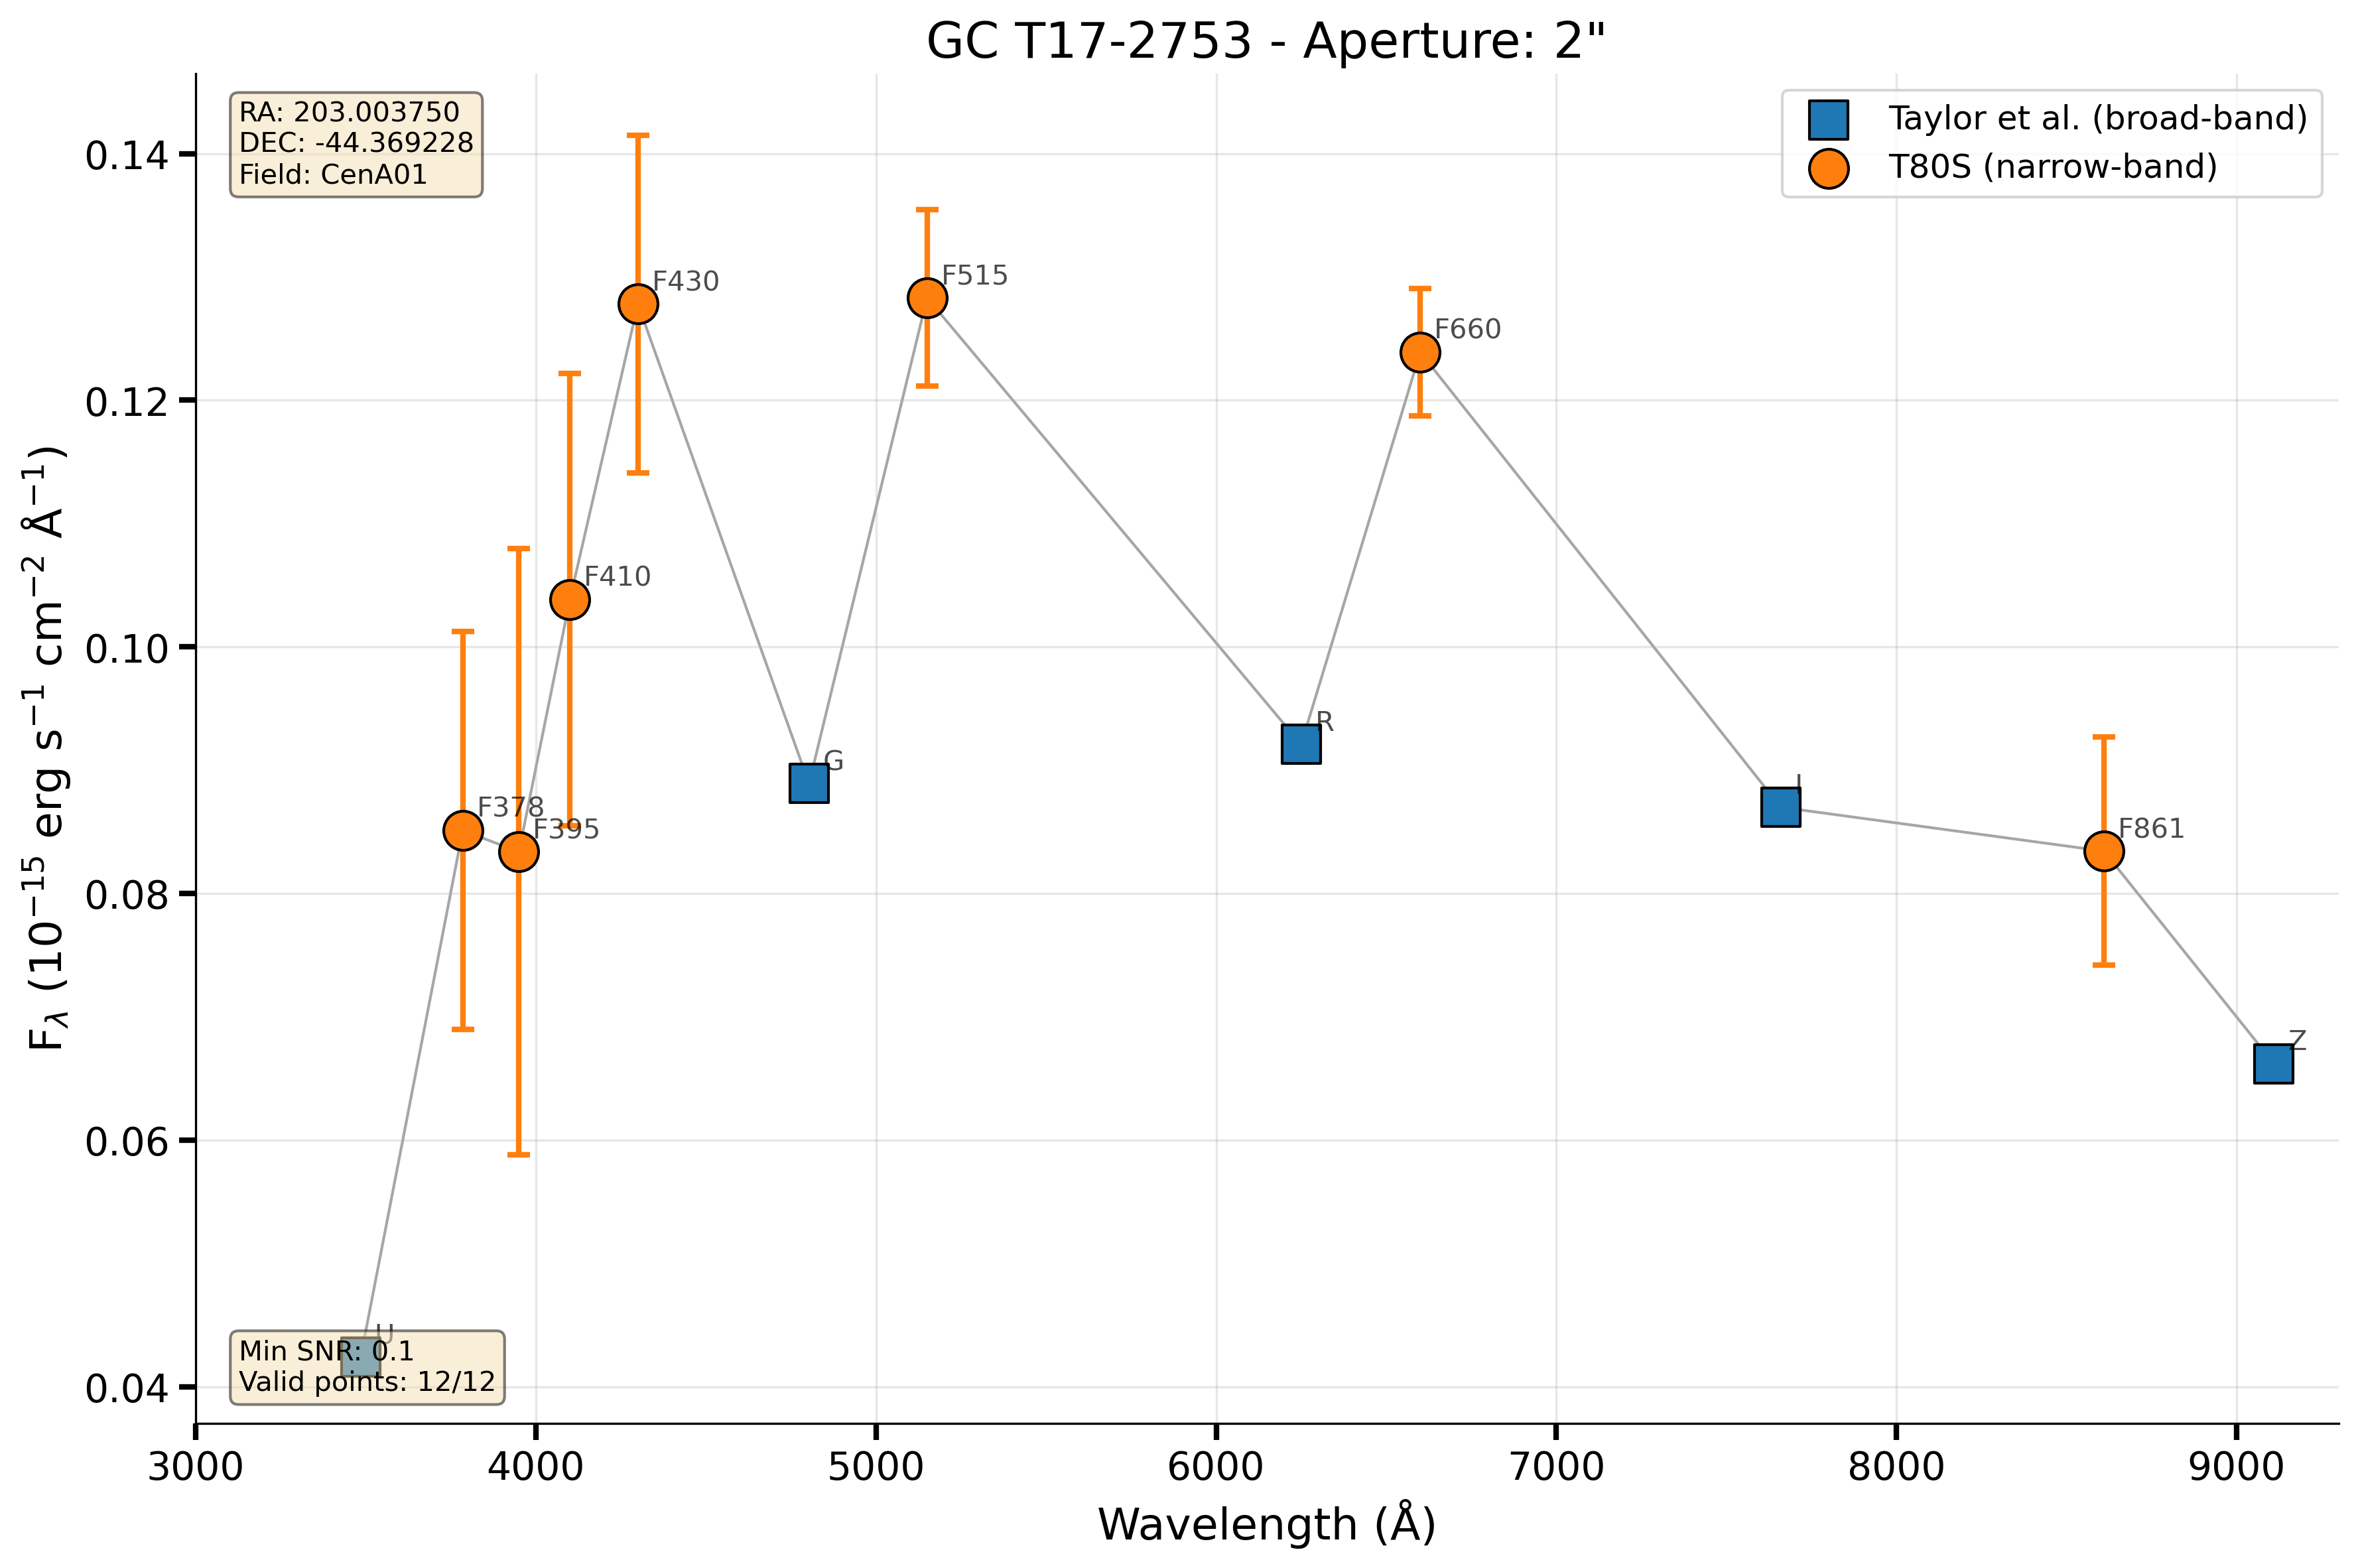 GC T17-2753 - Aperture: 2"
RA: 203.003750
DEC: -44.369228
Field: CenA01
Taylor et al. (broad-band)
T80S (narrow-band)
0.14
0.12
0.10
0.08
0.06
0.04
F430
F515
F660
F410
R
G
I
F378
F395
F861
Z
U
Min SNR: 0.1
Valid points: 12/12
3000 4000 5000 6000 7000 8000 9000
Wavelength (Å)
Fλ (10⁻¹⁵ erg s⁻¹ cm⁻² Å⁻¹)